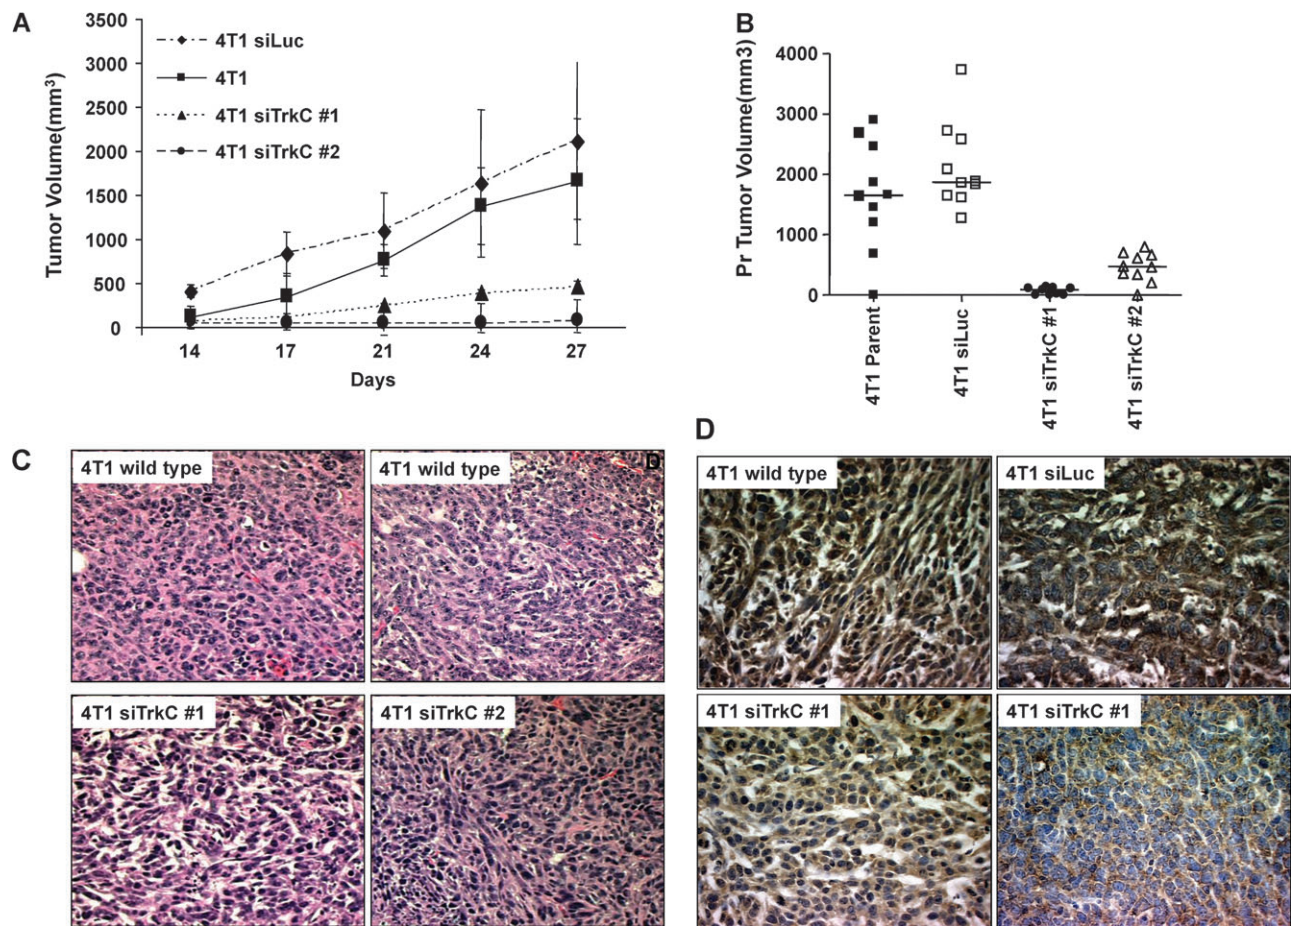 A
3500
3000
2500
2000
1500
1000
500
0
Tumor Volume(mm³)
4T1 siLuc
4T1
4T1 siTrkC #1
4T1 siTrkC #2
14 17 21 24 27
Days
B
4000
3000
2000
1000
0
Pr Tumor Volume(mm3)
4T1 Parent
4T1 siLuc
4T1 siTrkC #1
4T1 siTrkC #2
C
4T1 wild type
4T1 wild type
D
4T1 siTrkC #1
4T1 siTrkC #2
D
4T1 wild type
4T1 siLuc
4T1 siTrkC #1
4T1 siTrkC #1